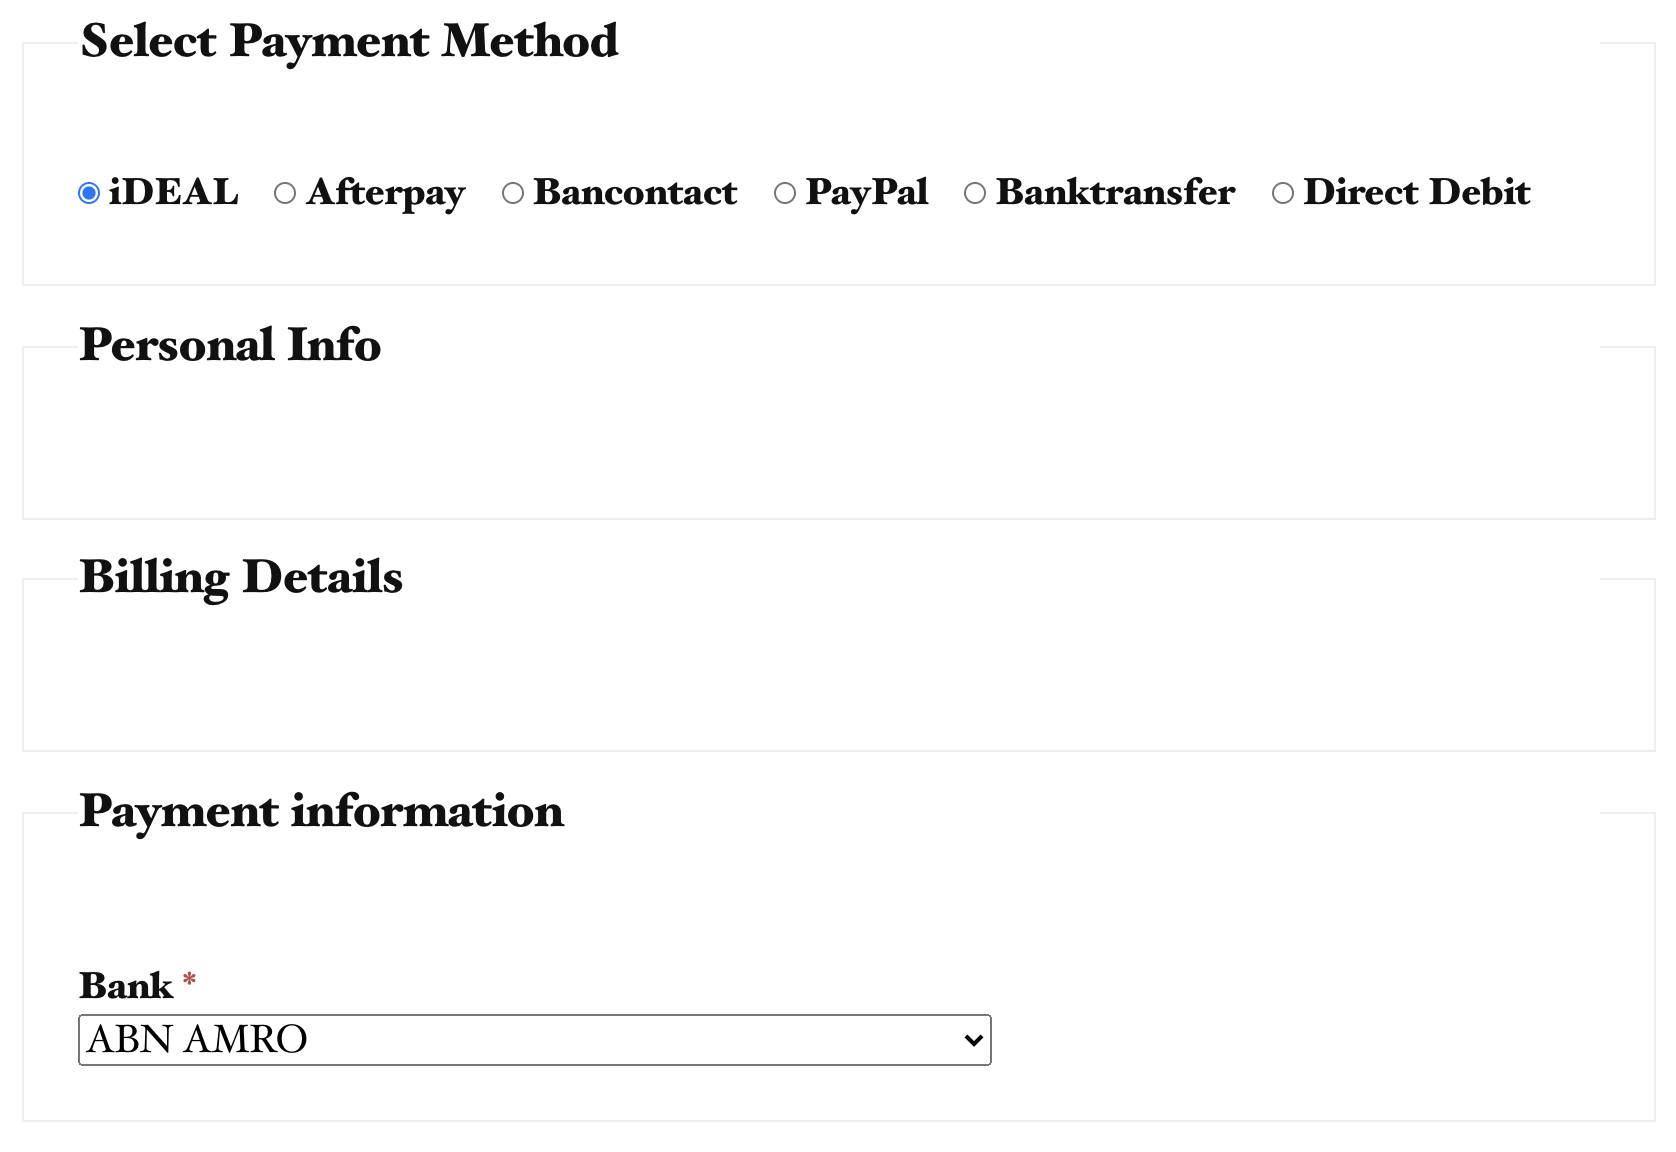 Select Payment Method
iDEAL Afterpay Bancontact PayPal Banktransfer Direct Debit
Personal Info
Billing Details
Payment information
Bank *
ABN AMRO